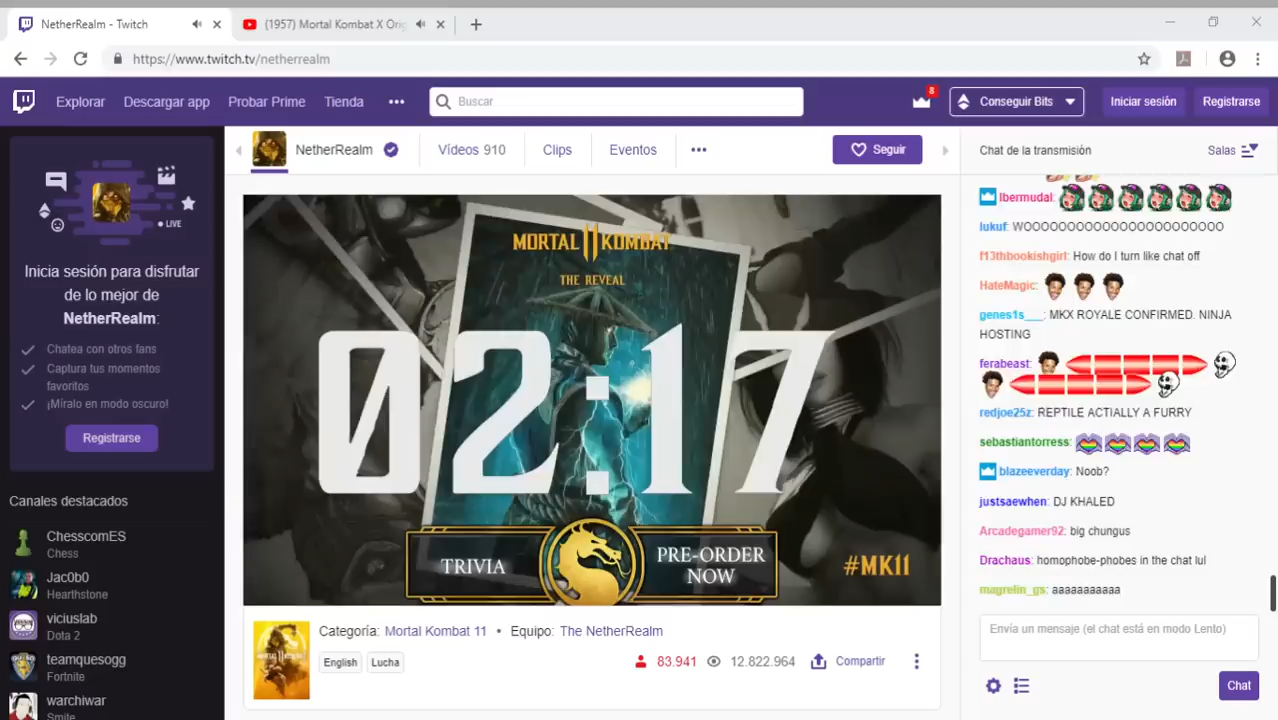 NetherRealm - Twitch
(1957) Mortal Kombat X Orig
https://www.twitch.tv/netherrealm
Explorar
Descargar app
Probar Prime
Tienda
Buscar
8
Conseguir Bits
Iniciar sesión
Registrarse
LIVE
Inicia sesión para disfrutar
de lo mejor de
NetherRealm:
Chatea con otros fans
Captura tus momentos
favoritos
¡Míralo en modo oscuro!
Registrarse
Canales destacados
ChesscomES
Chess
Jac0b0
Hearthstone
viciuslab
Dota 2
teamquesogg
Fortnite
warchiwar
Smite
NetherRealm
Vídeos 910
Clips
Eventos
Seguir
MORTAL 11 KOMBAT
THE REVEAL
02:17
TRIVIA
PRE-ORDER
NOW
#MK11
Categoría: Mortal Kombat 11 • Equipo: The NetherRealm
English
Lucha
83.941
12.822.964
Compartir
Chat de la transmisión
Salas
lbermudal:
lukuf: WOOOOOOOOOOOOOOOOOOOOOOO
f13thbookishgirl: How do I turn like chat off
HateMagic:
genes1s___: MKX ROYALE CONFIRMED. NINJA
HOSTING
ferabeast:
redjoe25z: REPTILE ACTIALLY A FURRY
sebastiantorress:
blazeeverday: Noob?
justsaewhen: DJ KHALED
Arcadegamer92: big chungus
Drachaus: homophobe-phobes in the chat lul
magrelin_gs: aaaaaaaaaaa
Envía un mensaje (el chat está en modo Lento)
Chat